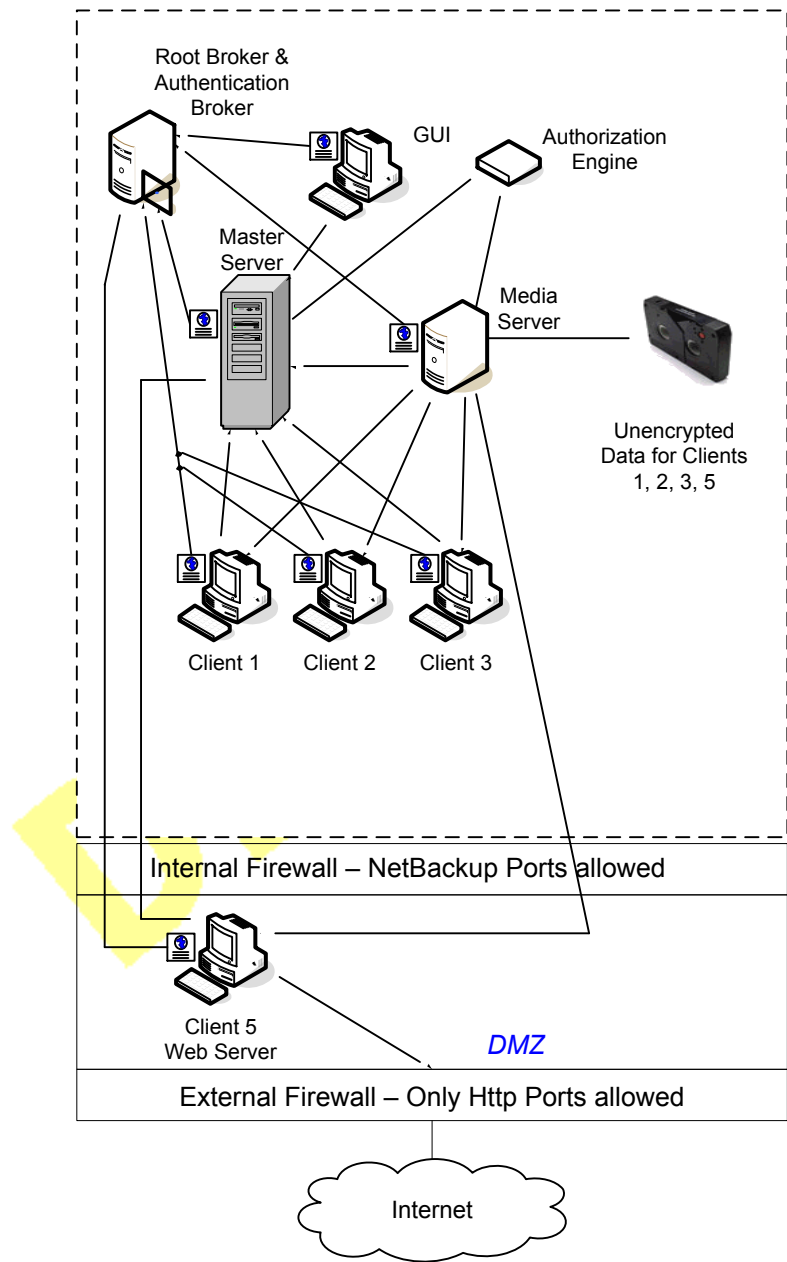 Root Broker &
Authentication
Broker
GUI
Authorization
Engine
Master
Server
Media
Server
Unencrypted
Data for Clients
1, 2, 3, 5
Client 1
Client 2
Client 3
Internal Firewall – NetBackup Ports allowed
Client 5
Web Server
DMZ
External Firewall – Only Http Ports allowed
Internet